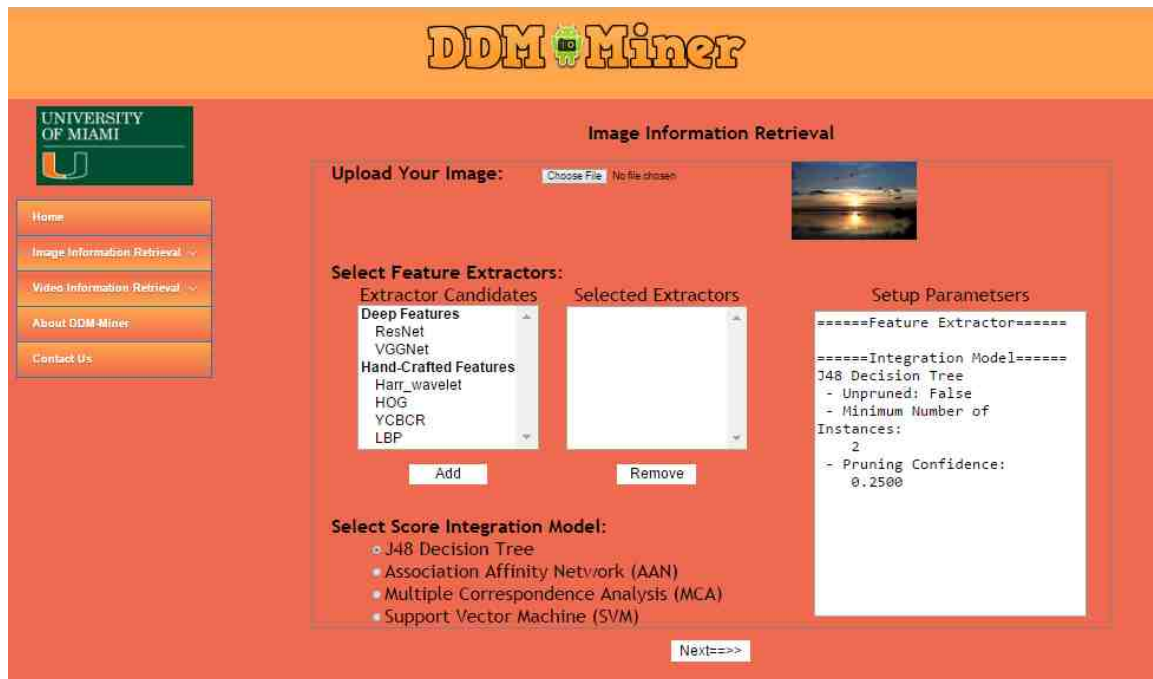 DDM Miner
UNIVERSITY
OF MIAMI
U
Home
Image Information Retrieval
Video Information Retrieval
About DDM-Miner
Contact Us
Image Information Retrieval
Upload Your Image:
Choose File No file chosen
Select Feature Extractors:
Extractor Candidates
Deep Features
ResNet
VGGNet
Hand-Crafted Features
Harr_wavelet
HOG
YCBCR
LBP
Add
Selected Extractors
Remove
Setup Parametsers
======Feature Extractor======
======Integration Model======
J48 Decision Tree
- Unpruned: False
- Minimum Number of
Instances:
2
- Pruning Confidence:
0.2500
Select Score Integration Model:
J48 Decision Tree
Association Affinity Network (AAN)
Multiple Correspondence Analysis (MCA)
Support Vector Machine (SVM)
Next==>>